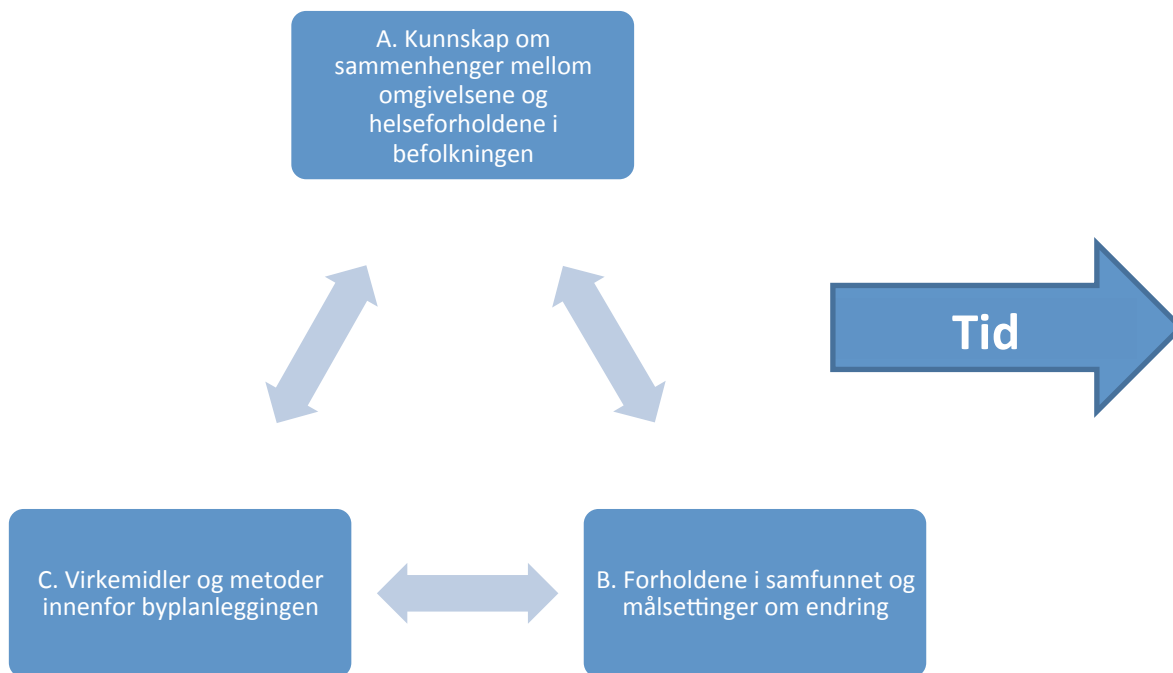 A. Kunnskap om
sammenhenger mellom
omgivelsene og
helseforholdene i
befolkningen
Tid
C. Virkemidler og metoder
innenfor byplanleggingen
B. Forholdene i samfunnet og
målsettinger om endring